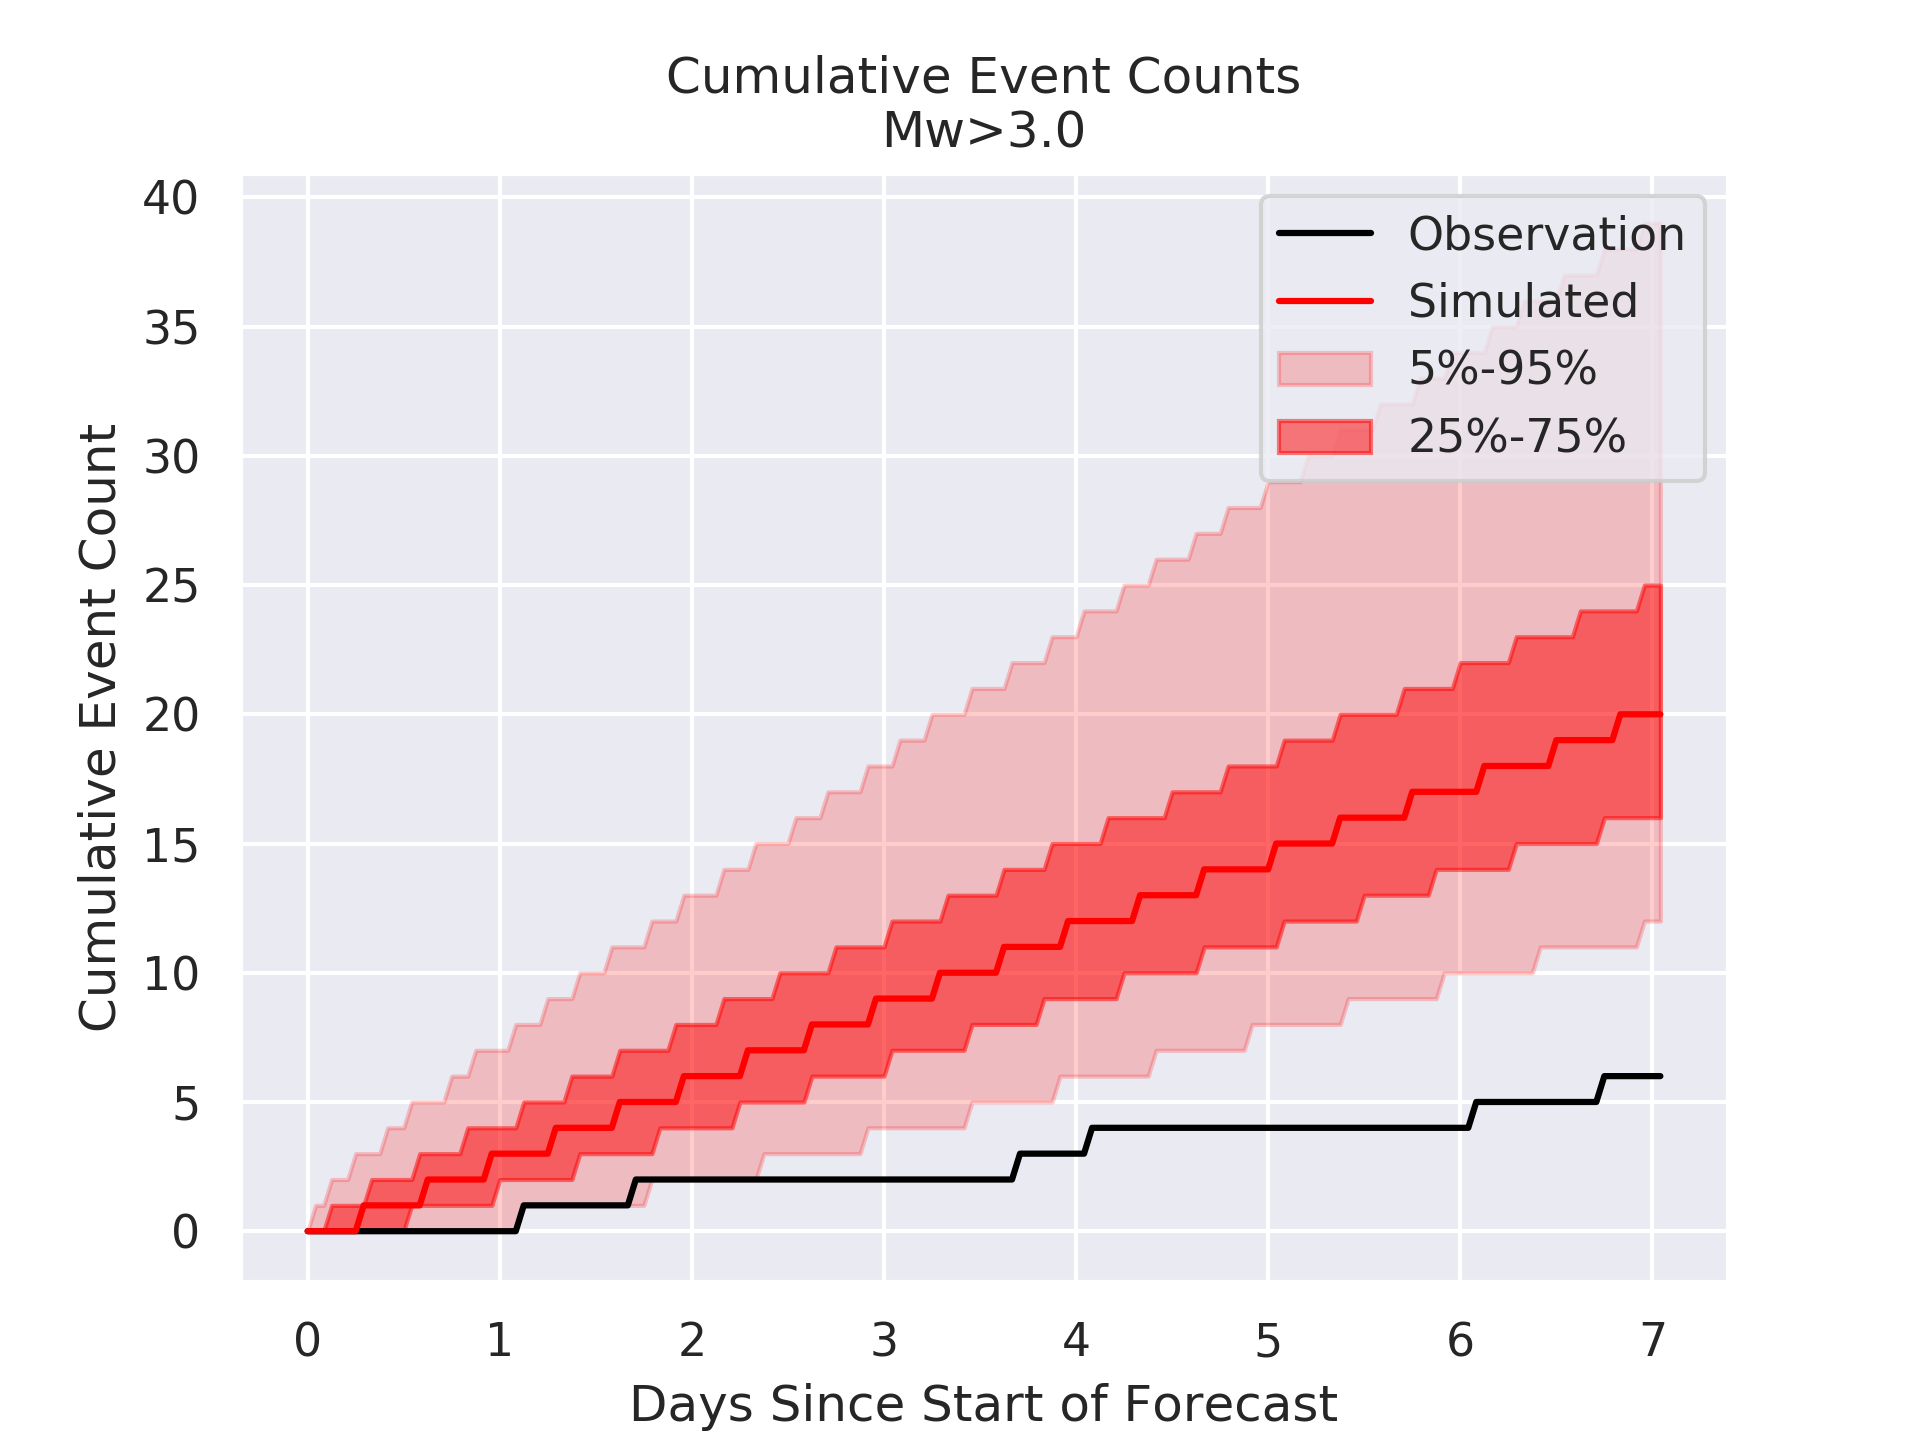 Cumulative Event Counts
Mw>3.0
Cumulative Event Count
40
35
30
25
20
15
10
5
0
Observation
Simulated
5%-95%
25%-75%
0 1 2 3 4 5 6 7
Days Since Start of Forecast